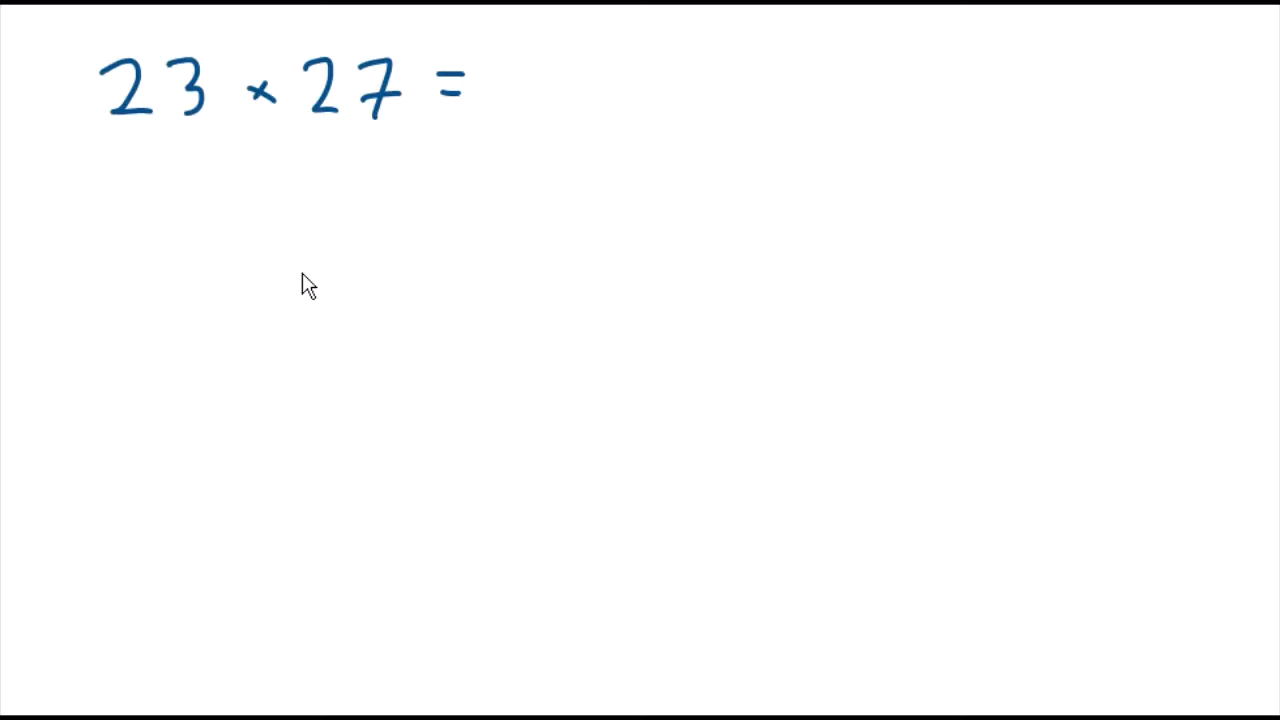 23 × 27 =